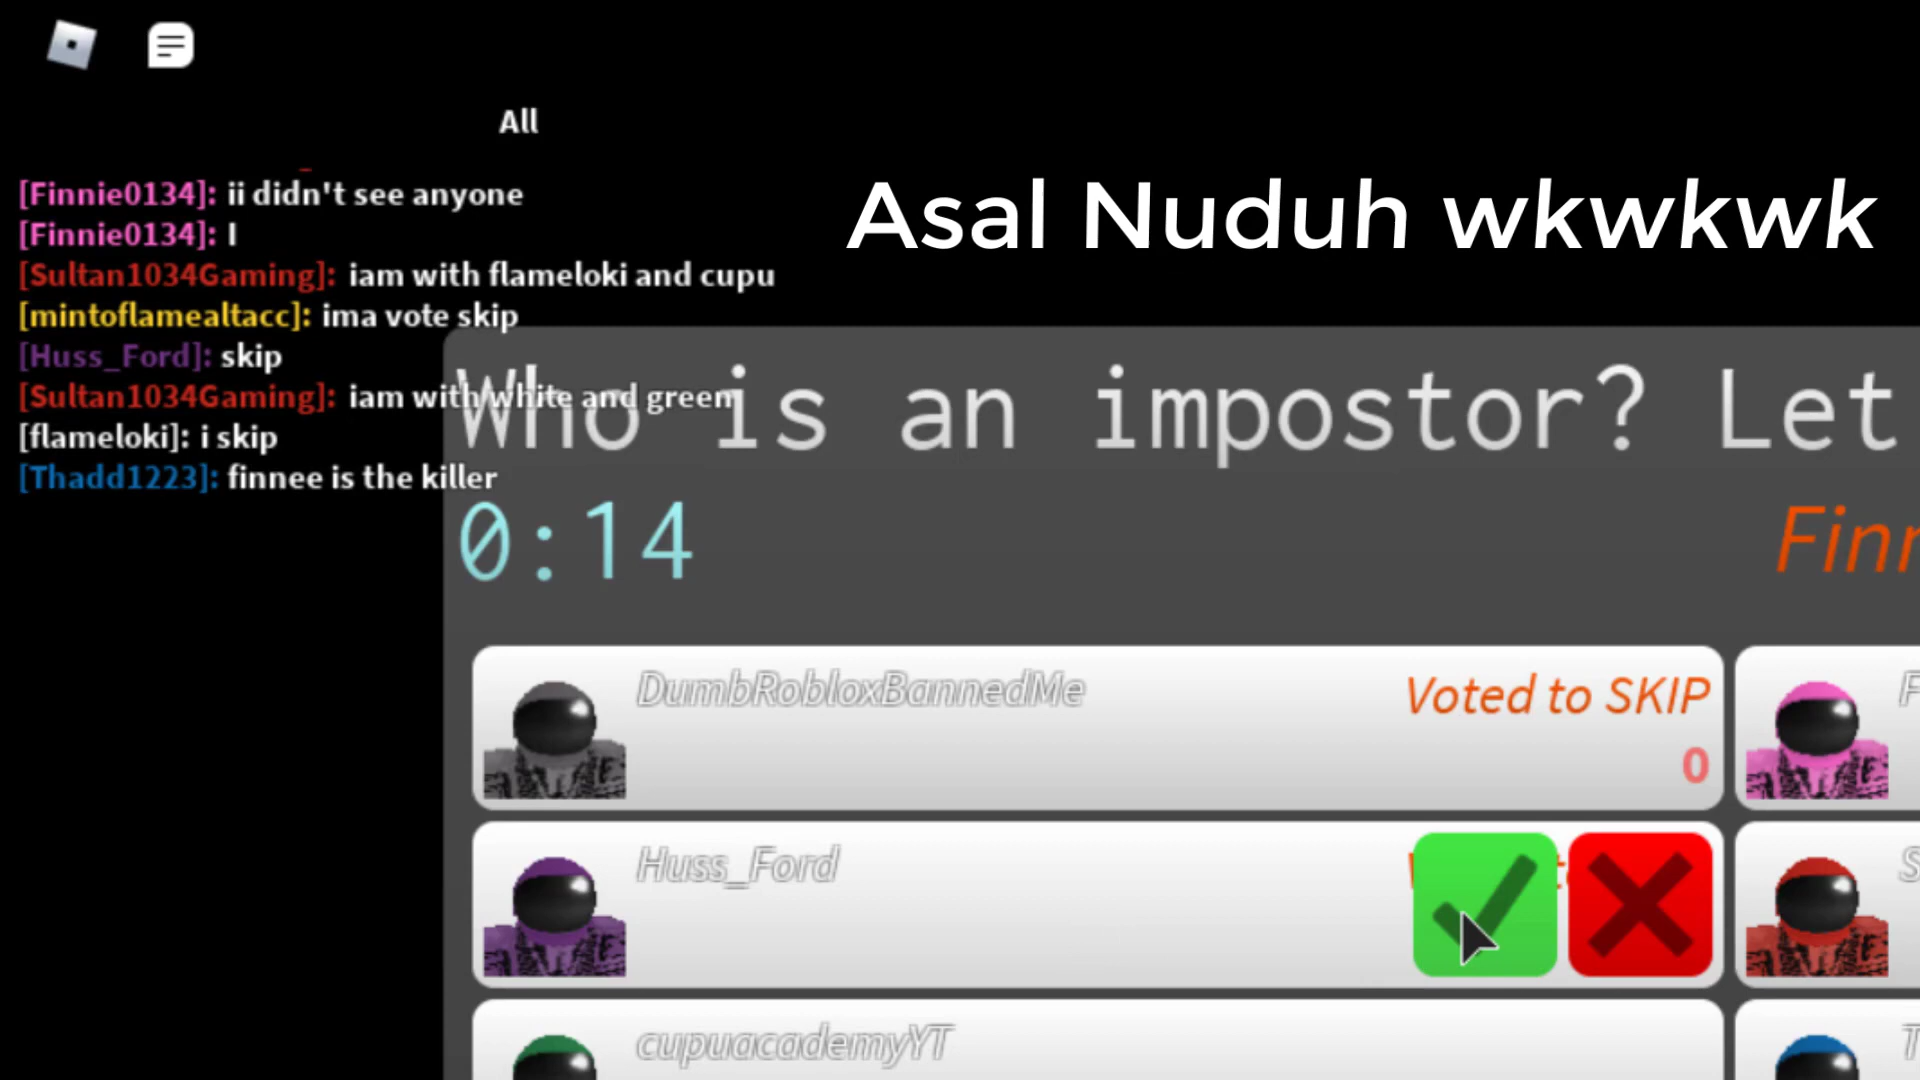 All
[Finnie0134]: ii didn't see anyone
[Finnie0134]: I
[Sultan1034Gaming]: iam with flameloki and cupu
[mintoflamealtacc]: ima vote skip
[Huss_Ford]: skip
[Sultan1034Gaming]: iam with white and green
[flameloki]: i skip
[Thadd1223]: finnee is the killer
Asal Nuduh wkwkwk
Who is an impostor? Let
0:14
Finn
DumbRobloxBannedMe
Voted to SKIP
0
Huss_Ford
cupuacademyYT